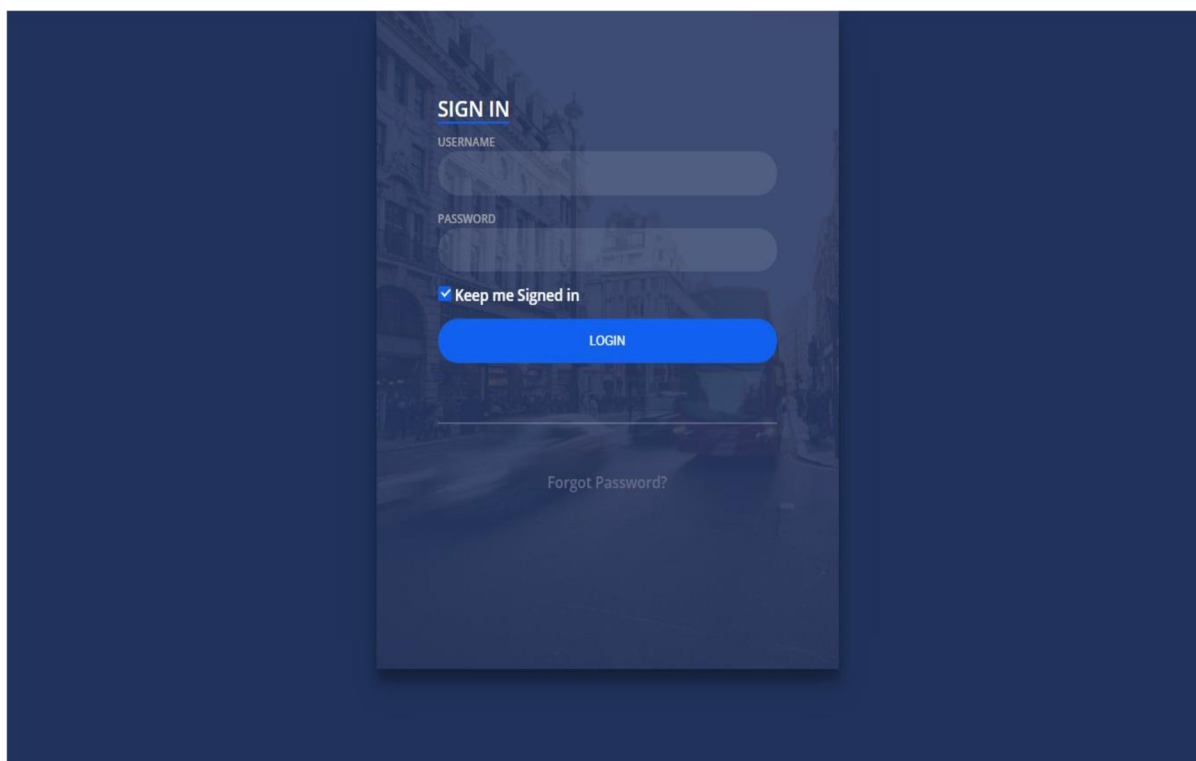 SIGN IN
USERNAME
PASSWORD
Keep me Signed in
LOGIN
Forgot Password?